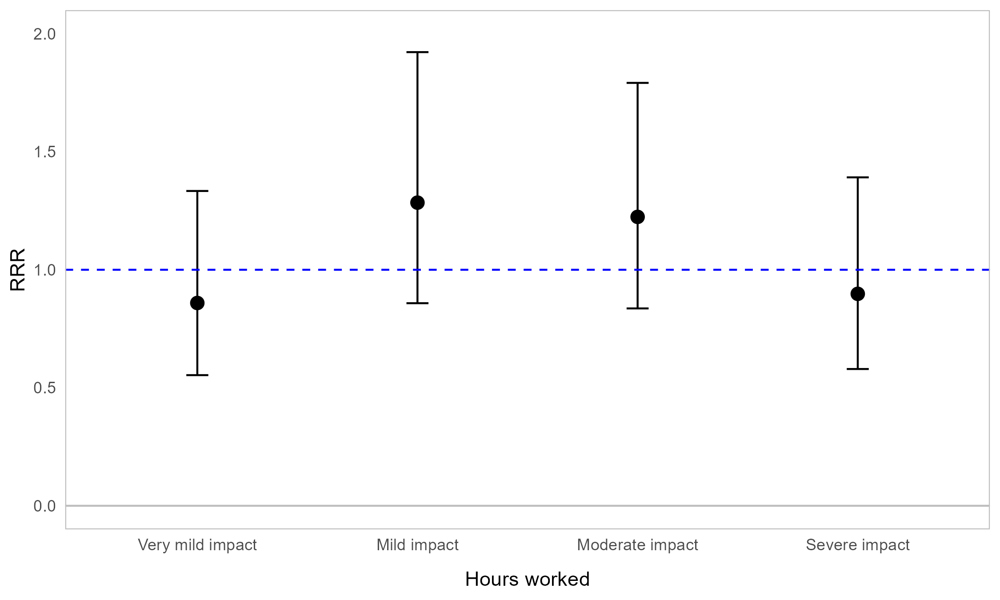 2.0
1.5
1.0
0.5
0.0
RRR
Very mild impact
Mild impact
Moderate impact
Severe impact
Hours worked